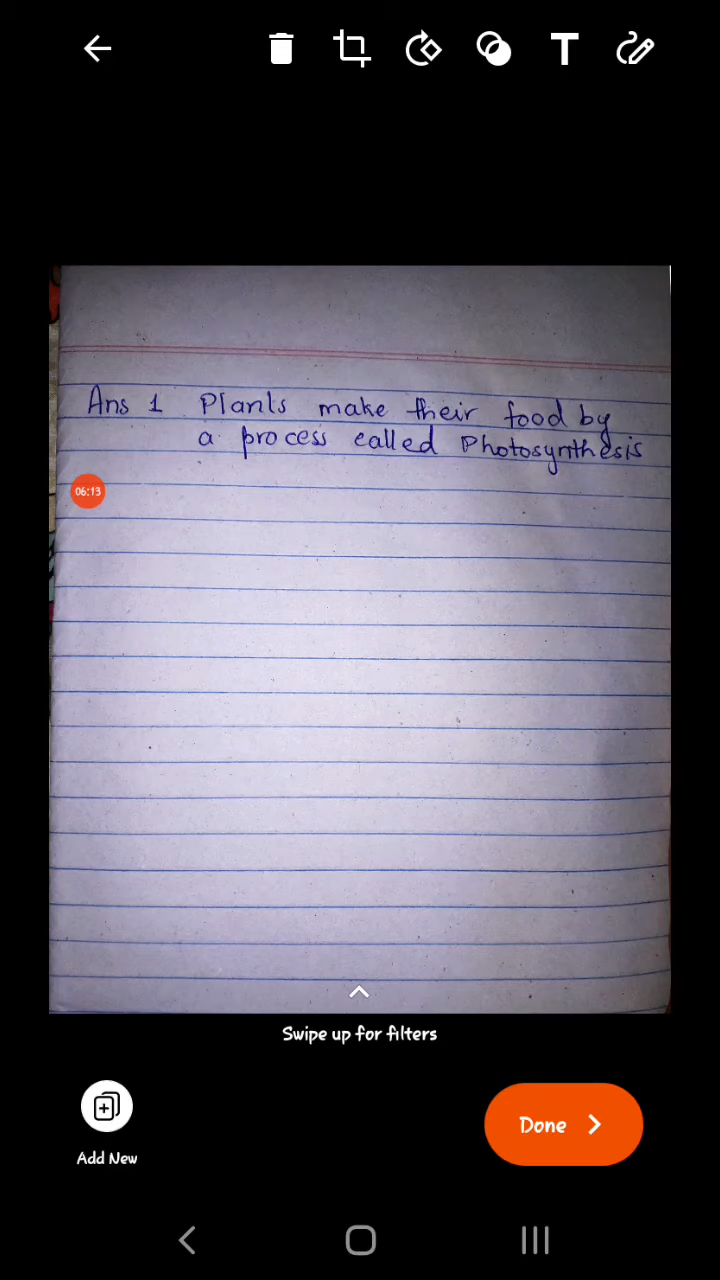 Ans 1 Plants make their food by
a process called Photosynthesis
06:13
Swipe up for filters
Add New
Done